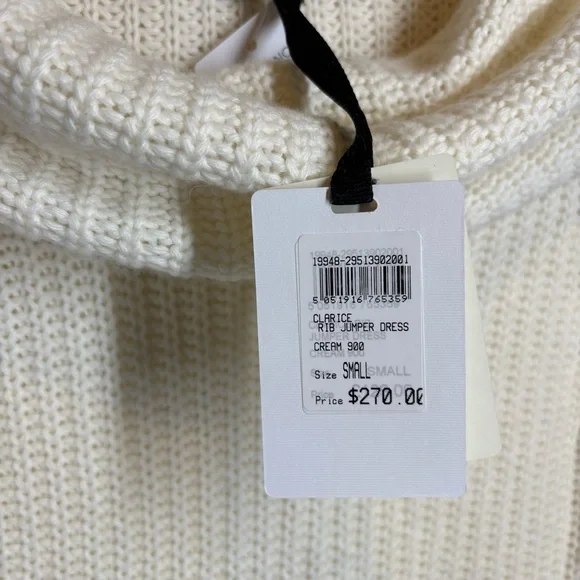 19948-29513902001
5 051916 765359
CLARICE
RIB JUMPER DRESS
CREAM 900
Size SMALL
Price $270.00